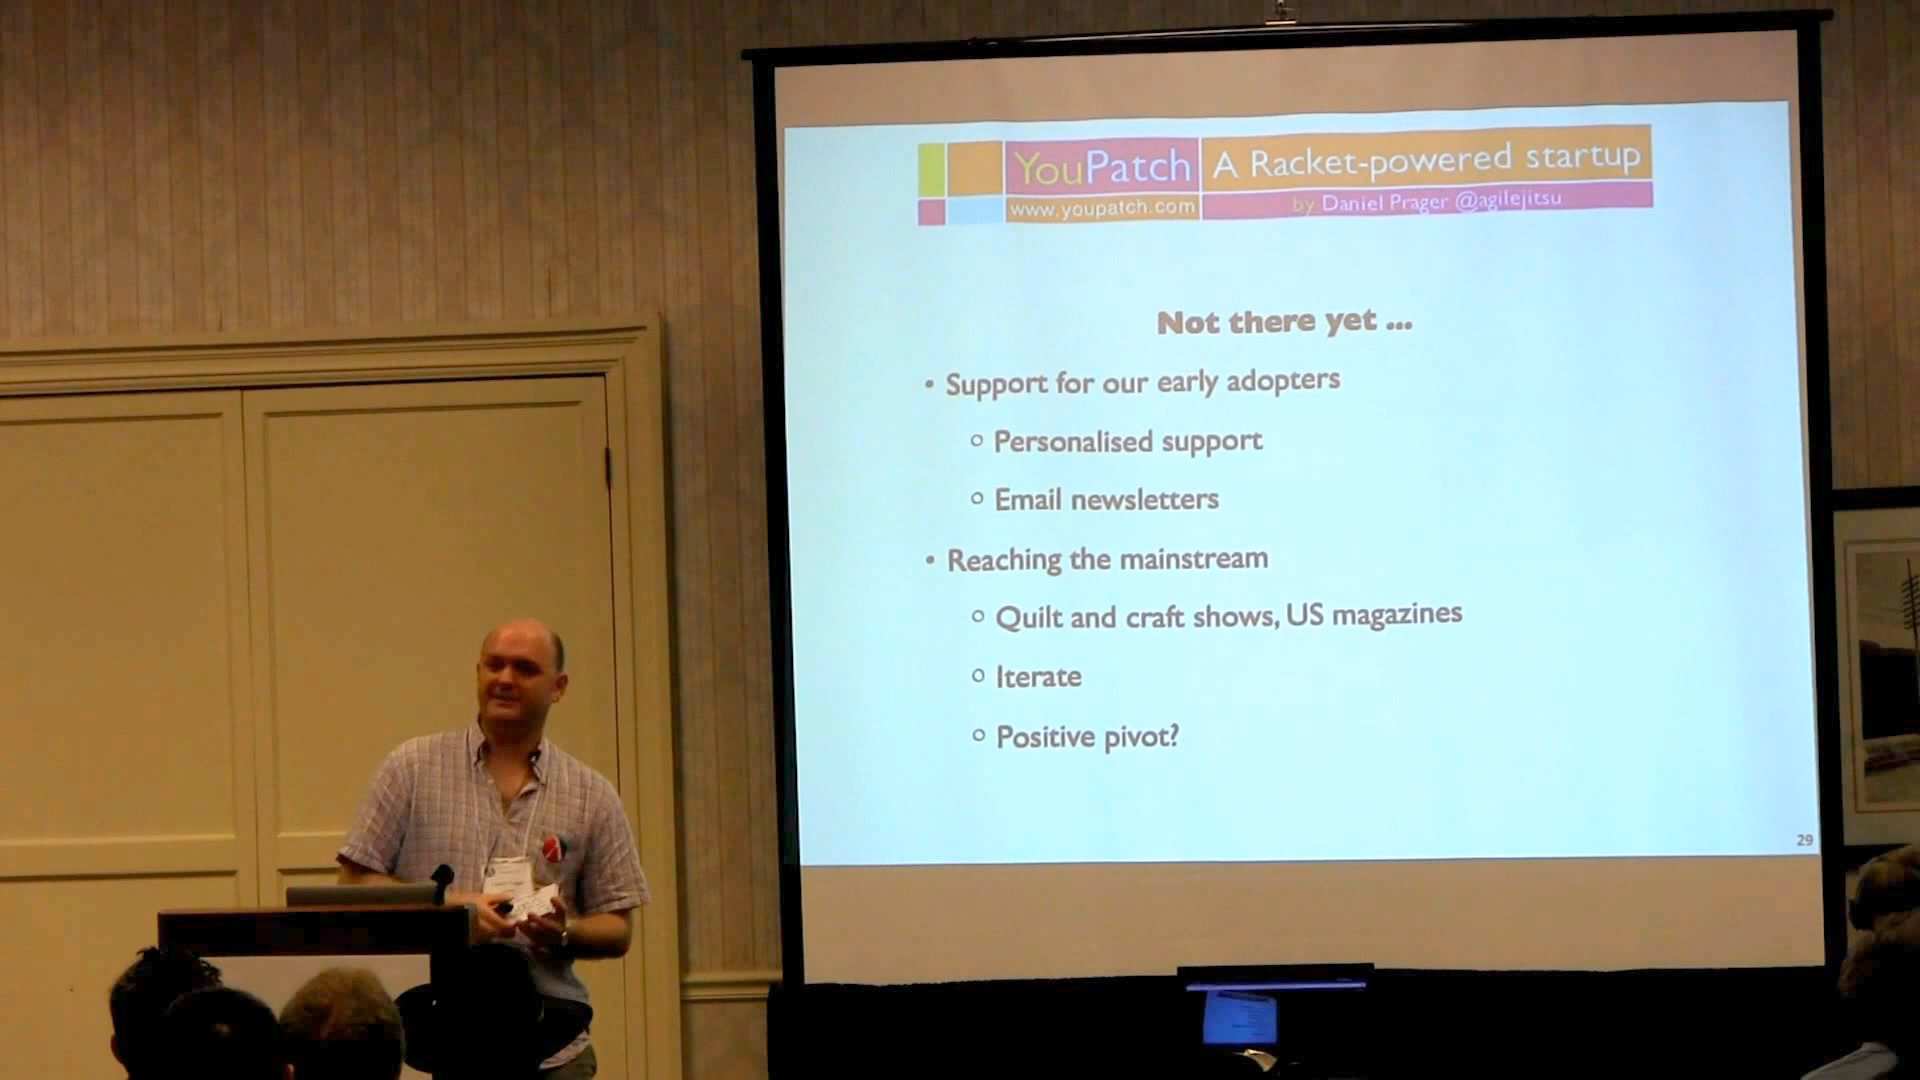 YouPatch
A Racket-powered startup
www.youpatch.com
by Daniel Prager @agilejitsu
Not there yet ...
• Support for our early adopters
○ Personalised support
○ Email newsletters
• Reaching the mainstream
○ Quilt and craft shows, US magazines
○ Iterate
○ Positive pivot?
29